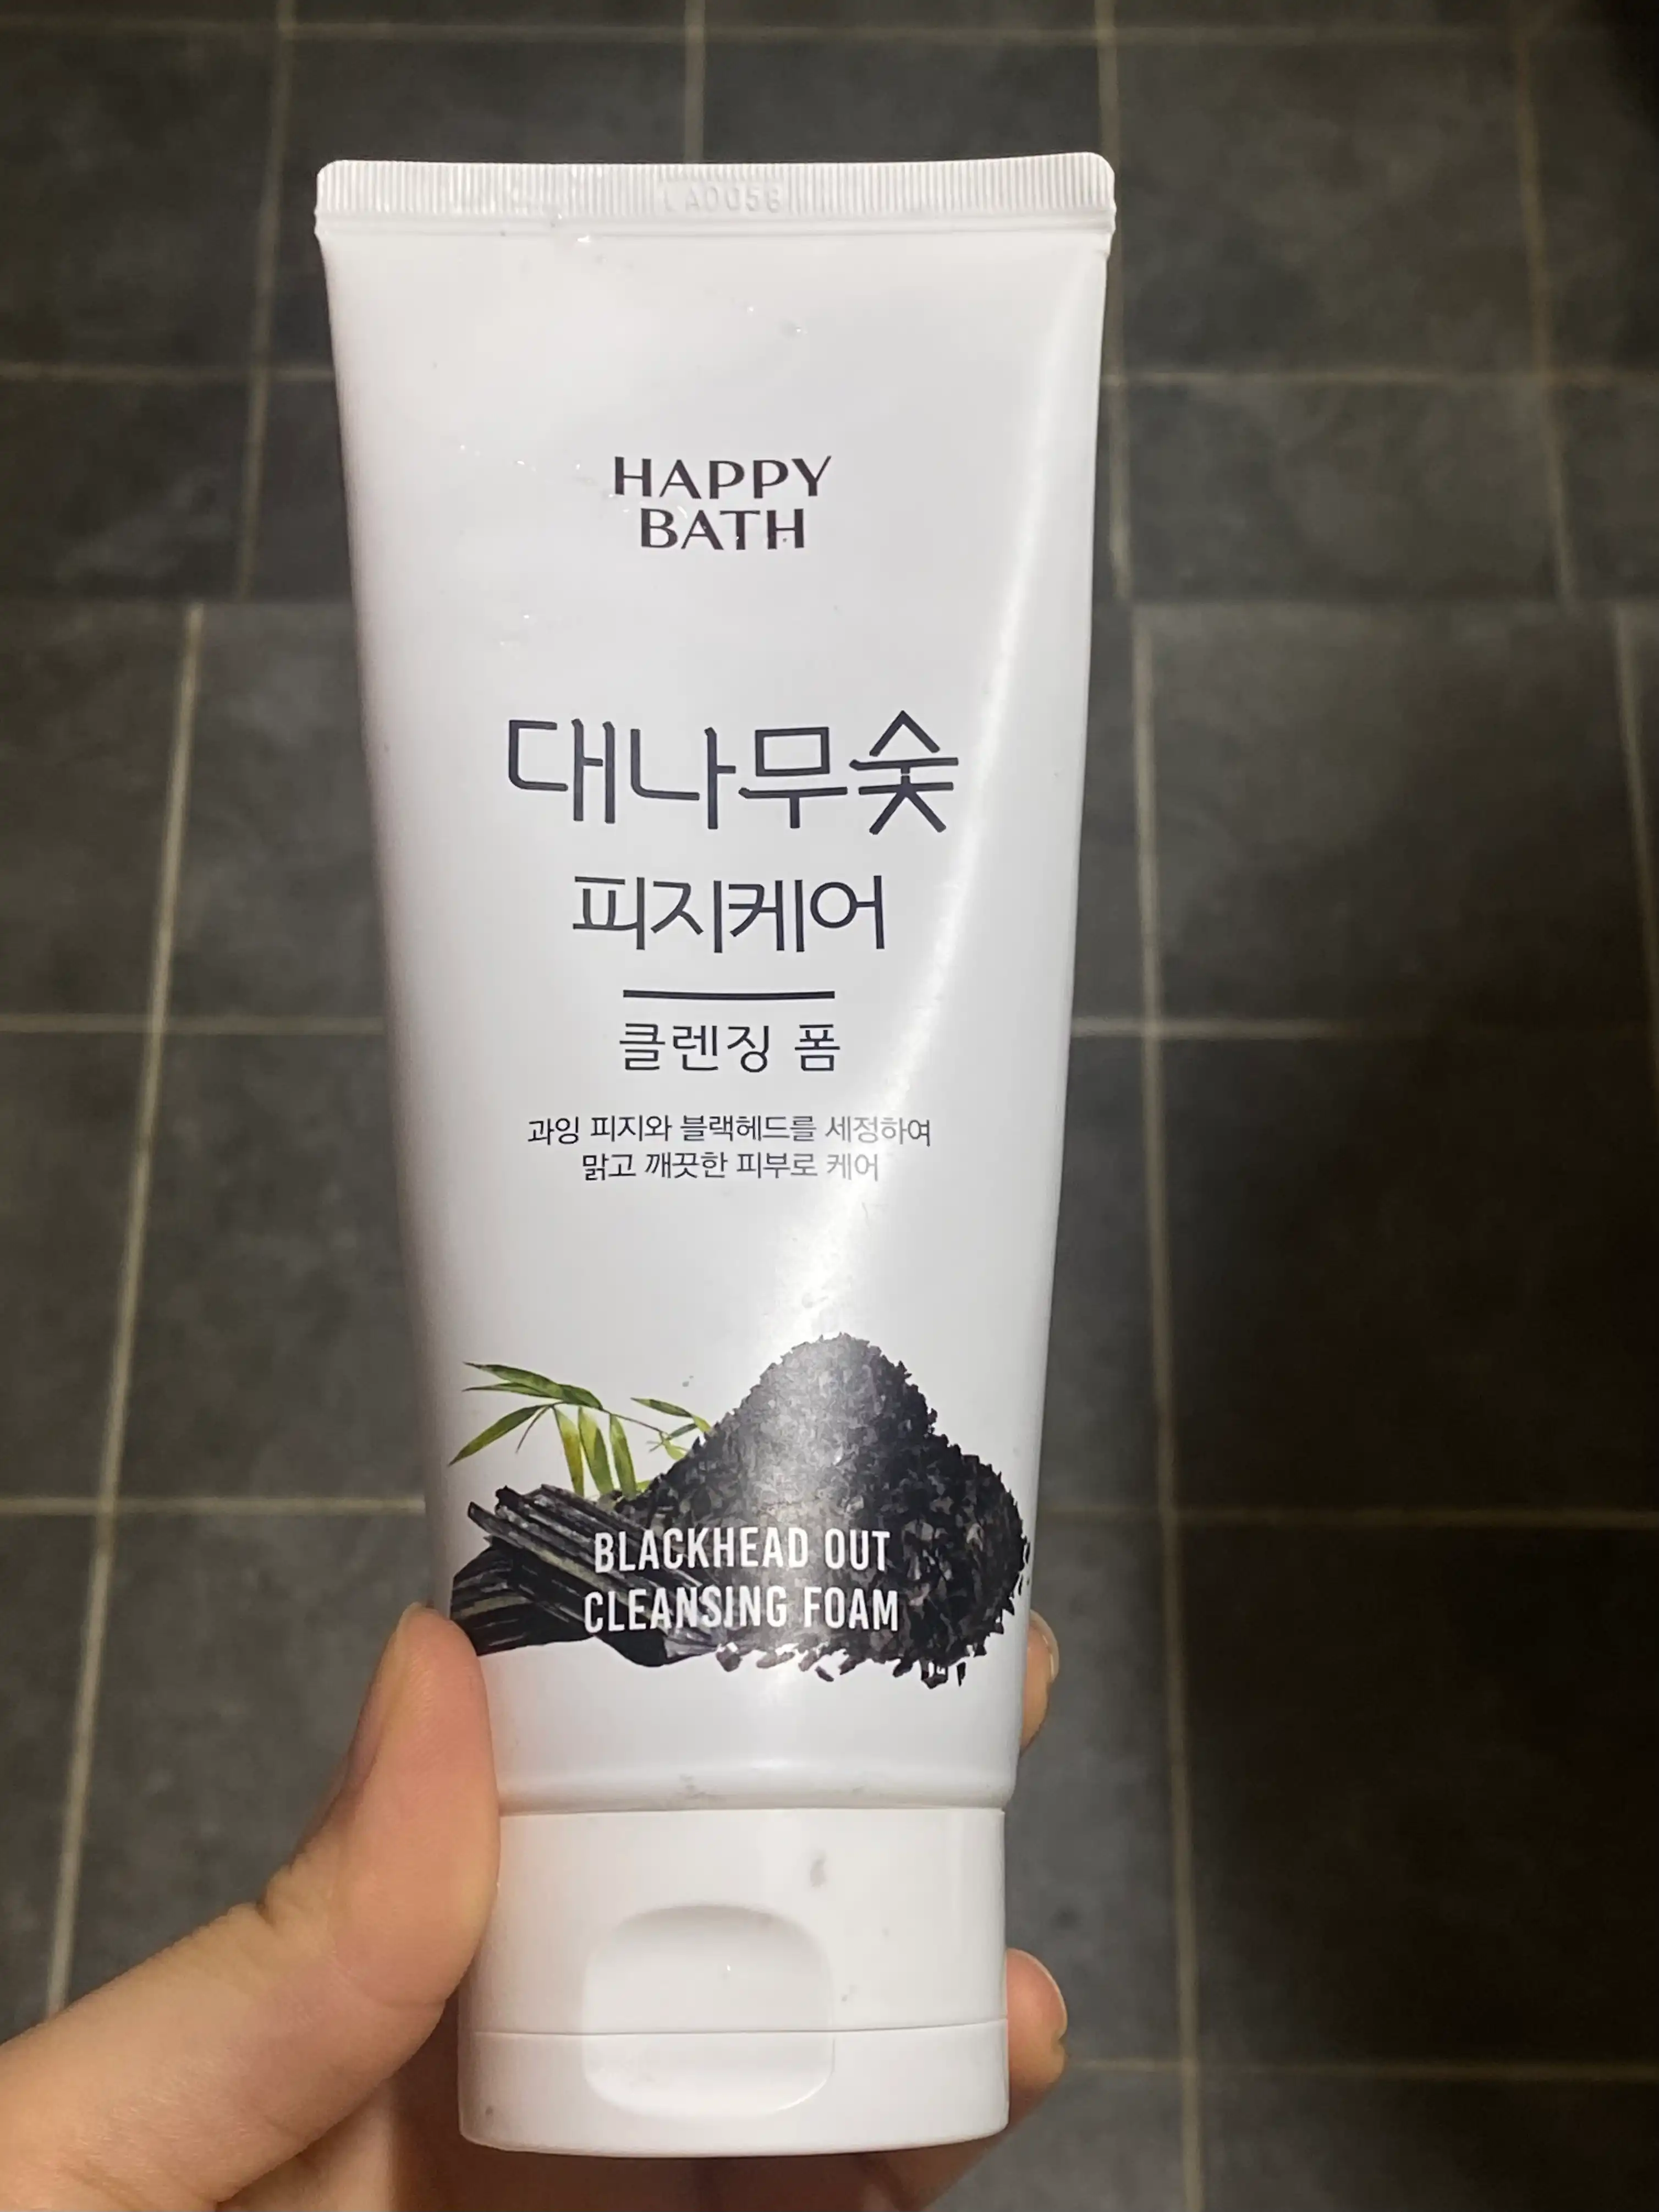 LA0056
HAPPY
BATH
대나무숯
피지케어
클렌징 폼
과잉 피지와 블랙헤드를 세정하여
맑고 깨끗한 피부로 케어
BLACKHEAD OUT
CLEANSING FOAM